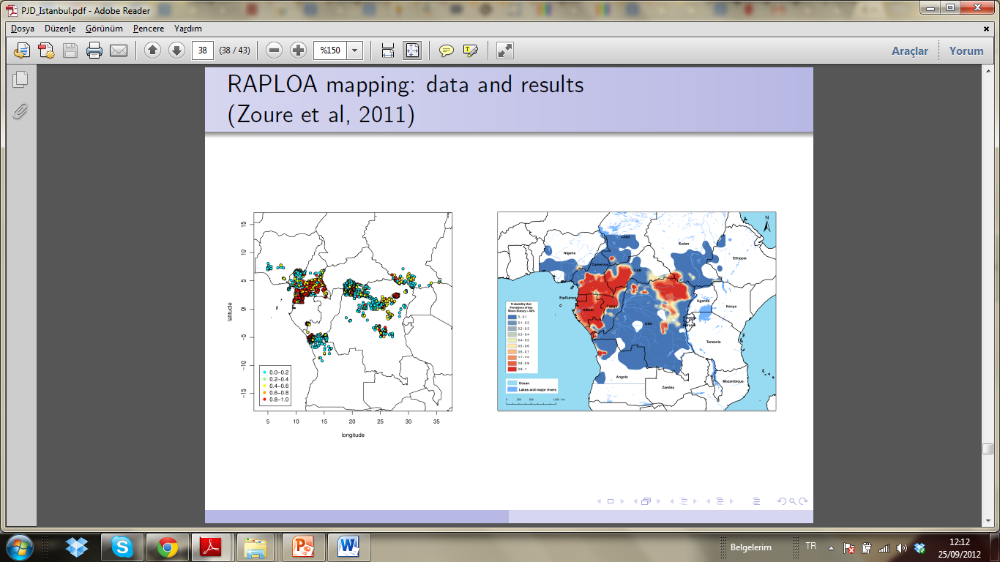 PJD_Istanbul.pdf - Adobe Reader
Dosya Düzenle Görünüm Pencere Yardım
38 (38 / 43) %150 Araçlar Yorum
RAPLOA mapping: data and results
(Zoure et al, 2011)
15
10
5
0
−5
−10
−15
latitude
0.0−0.2
0.2−0.4
0.4−0.6
0.6−0.8
0.8−1.0
5 10 15 20 25 30 35
longitude
N
Chad
Sudan
Nigeria
Ethiopia
Cameroon
CAR
Eq.Guinea
Uganda
Kenya
Congo
Gabon
DRC
Tanzania
Angola
Zambia
Mozambique
Probability that
Prevalence of Eye
Worm History > 40%
0 - 0.1
0.1 - 0.2
0.2 - 0.3
0.3 - 0.4
0.4 - 0.5
0.5 - 0.6
0.6 - 0.7
0.7 - 0.8
0.8 - 0.9
0.9 - 1
Ocean
Lakes and major rivers
0 250 500 1,000 Km
Belgelerim TR 12:12
25/09/2012